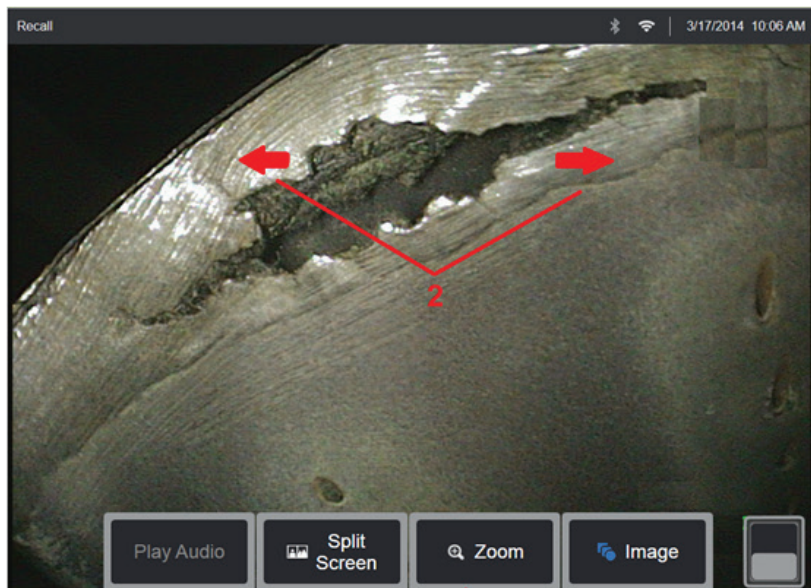 Recall
3/17/2014 10:06 AM
2
Play Audio
Split
Screen
Zoom
Image